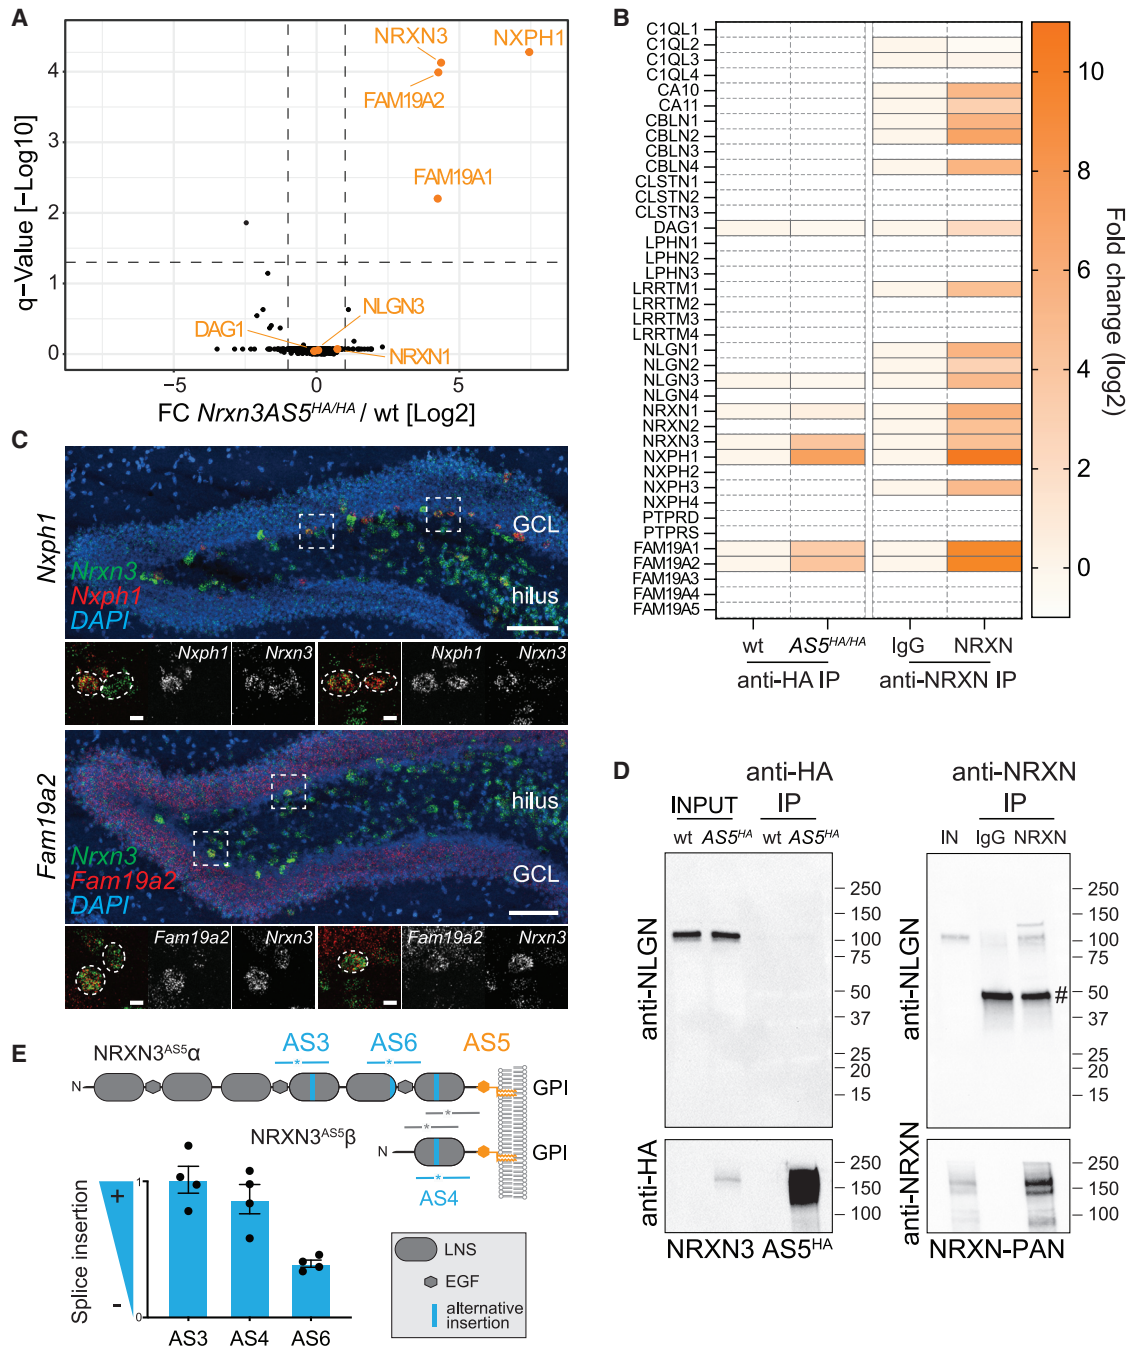 A
q-Value [−Log10]
4
3
2
1
0
NRXN3
NXPH1
FAM19A2
FAM19A1
NLGN3
DAG1
NRXN1
−5
0
5
FC Nrxn3AS5HA/HA / wt [Log2]
B
C1QL1
C1QL2
C1QL3
C1QL4
CA10
CA11
CBLN1
CBLN2
CBLN3
CBLN4
CLSTN1
CLSTN2
CLSTN3
DAG1
LPHN1
LPHN2
LPHN3
LRRTM1
LRRTM2
LRRTM3
LRRTM4
NLGN1
NLGN2
NLGN3
NLGN4
NRXN1
NRXN2
NRXN3
NXPH1
NXPH2
NXPH3
NXPH4
PTPRD
PTPRS
FAM19A1
FAM19A2
FAM19A3
FAM19A4
FAM19A5
wt
AS5HA/HA
IgG
NRXN
anti-HA IP
anti-NRXN IP
10
8
6
4
2
0
Fold change (log2)
C
Nxph1
GCL
hilus
Nrxn3
Nxph1
DAPI
Nxph1
Nrxn3
Nxph1
Nrxn3
Fam19a2
hilus
GCL
Nrxn3
Fam19a2
DAPI
Fam19a2
Nrxn3
Fam19a2
Nrxn3
D
anti-HA
IP
INPUT
wt AS5HA wt AS5HA
anti-NLGN
250
150
100
75
50
37
25
20
15
anti-HA
250
150
100
NRXN3 AS5HA
anti-NRXN
IP
IN IgG NRXN
anti-NLGN
250
150
100
75
# 50
37
25
20
15
anti-NRXN
250
150
100
NRXN-PAN
E
NRXN3AS5α
AS3
AS6
AS5
N
*
*
GPI
*
*
NRXN3AS5β
N
GPI
*
AS4
Splice insertion
+
-
1
0
AS3
AS4
AS6
LNS
EGF
alternative
insertion